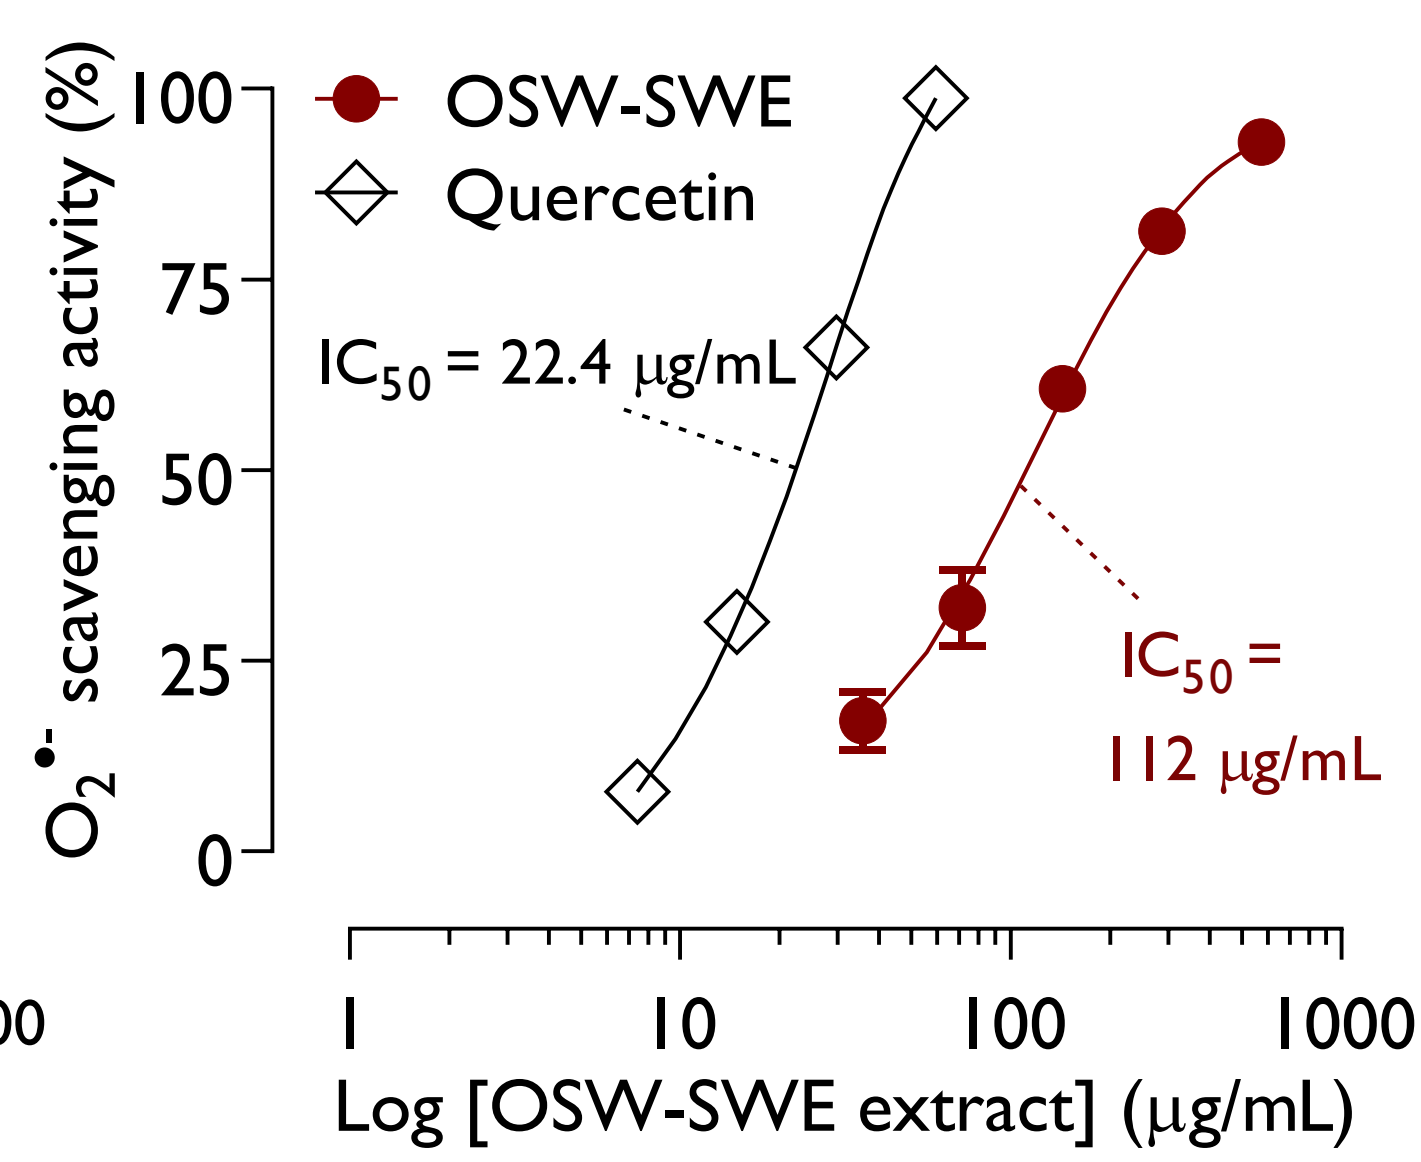 O2•- scavenging activity (%)
100
75
50
25
0
OSW-SWE
Quercetin
IC50 = 22.4 µg/mL
IC50 =
112 µg/mL
00
1 10 100 1000
Log [OSW-SWE extract] (µg/mL)